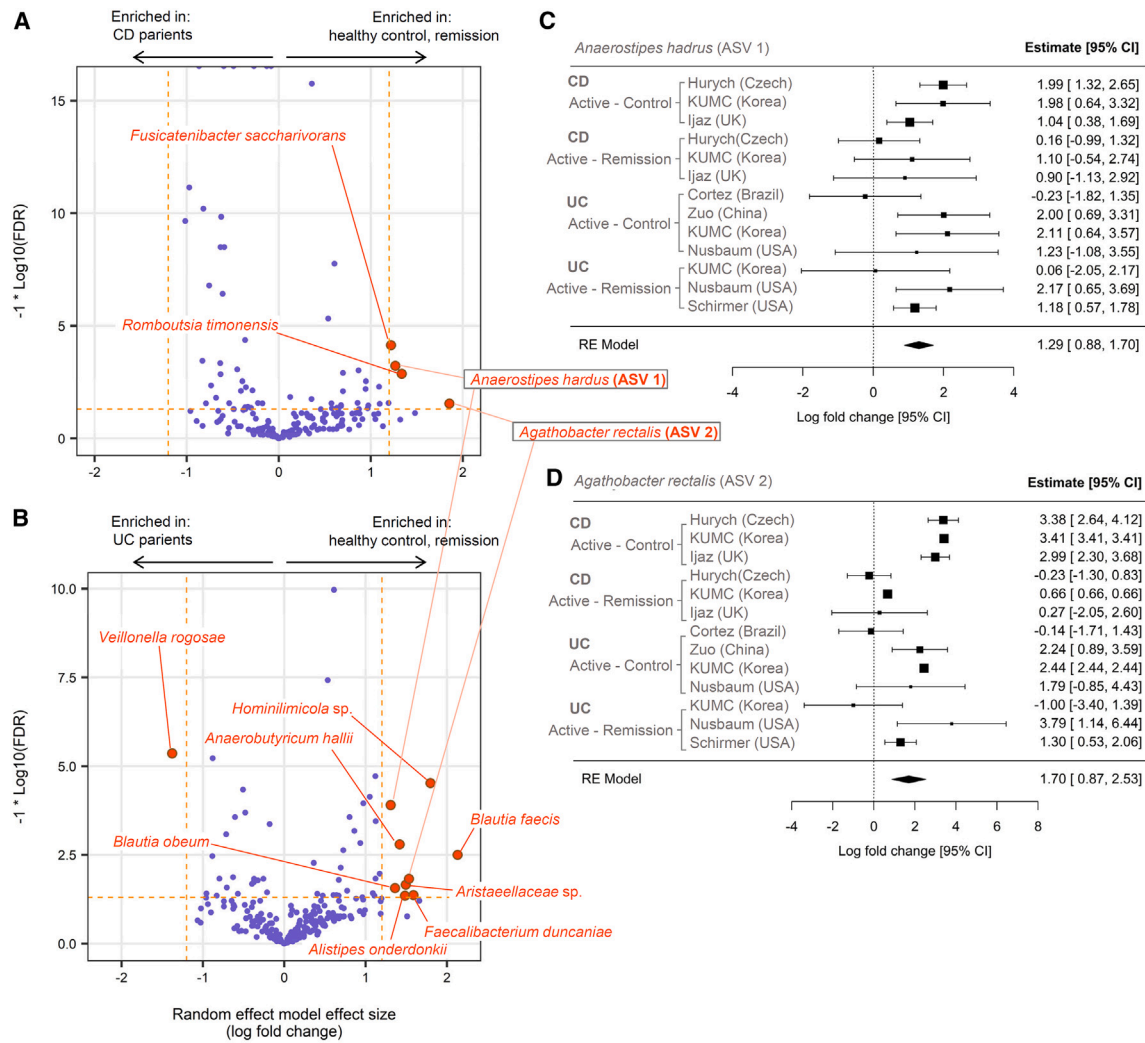 A
Enriched in:
CD patients
Enriched in:
healthy control, remission
15
10
5
0
-1 * Log10(FDR)
Fusicatenibacter saccharivorans
Romboutsia timonensis
Anaerostipes hardus (ASV 1)
Agathobacter rectalis (ASV 2)
-2
-1
0
1
2
B
Enriched in:
UC patients
Enriched in:
healthy control, remission
10.0
7.5
5.0
2.5
0.0
-1 * Log10(FDR)
Veillonella rogosae
Hominilimicola sp.
Anaerobutyricum hallii
Blautia obeum
Blautia faecis
Aristaeellaceae sp.
Faecalibacterium duncaniae
Alistipes onderdonkii
-2
-1
0
1
2
Random effect model effect size
(log fold change)
C
Anaerostipes hadrus (ASV 1) Estimate [95% CI]
CD
Active - Control
Hurych (Czech) 1.99 [ 1.32, 2.65]
KUMC (Korea) 1.98 [ 0.64, 3.32]
Ijaz (UK) 1.04 [ 0.38, 1.69]
CD
Active - Remission
Hurych(Czech) 0.16 [-0.99, 1.32]
KUMC (Korea) 1.10 [-0.54, 2.74]
Ijaz (UK) 0.90 [-1.13, 2.92]
UC
Active - Control
Cortez (Brazil) -0.23 [-1.82, 1.35]
Zuo (China) 2.00 [ 0.69, 3.31]
KUMC (Korea) 2.11 [ 0.64, 3.57]
Nusbaum (USA) 1.23 [-1.08, 3.55]
UC
Active - Remission
KUMC (Korea) 0.06 [-2.05, 2.17]
Nusbaum (USA) 2.17 [ 0.65, 3.69]
Schirmer (USA) 1.18 [ 0.57, 1.78]
RE Model 1.29 [ 0.88, 1.70]
-4 -2 0 2 4
Log fold change [95% CI]
D
Agathobacter rectalis (ASV 2) Estimate [95% CI]
CD
Active - Control
Hurych (Czech) 3.38 [ 2.64, 4.12]
KUMC (Korea) 3.41 [ 3.41, 3.41]
Ijaz (UK) 2.99 [ 2.30, 3.68]
CD
Active - Remission
Hurych(Czech) -0.23 [-1.30, 0.83]
KUMC (Korea) 0.66 [ 0.66, 0.66]
Ijaz (UK) 0.27 [-2.05, 2.60]
UC
Active - Control
Cortez (Brazil) -0.14 [-1.71, 1.43]
Zuo (China) 2.24 [ 0.89, 3.59]
KUMC (Korea) 2.44 [ 2.44, 2.44]
Nusbaum (USA) 1.79 [-0.85, 4.43]
UC
Active - Remission
KUMC (Korea) -1.00 [-3.40, 1.39]
Nusbaum (USA) 3.79 [ 1.14, 6.44]
Schirmer (USA) 1.30 [ 0.53, 2.06]
RE Model 1.70 [ 0.87, 2.53]
-4 -2 0 2 4 6 8
Log fold change [95% CI]